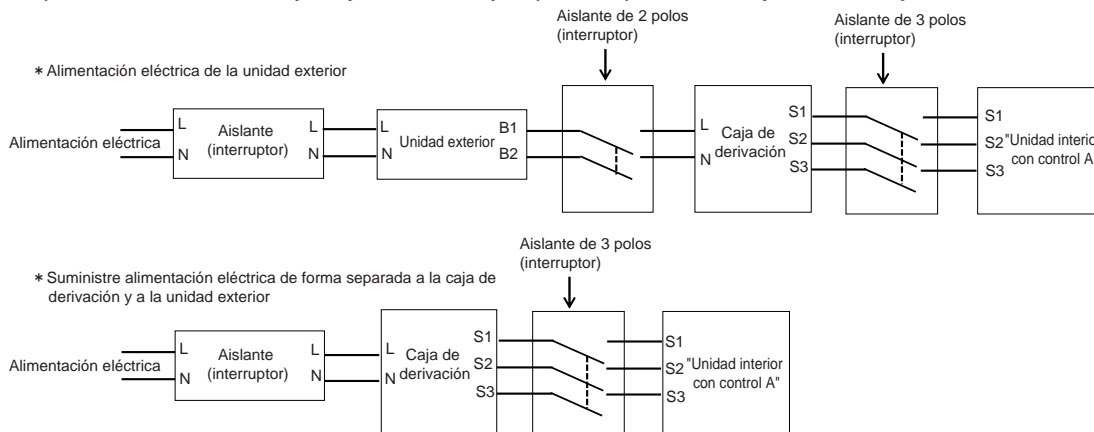 Aislante de 2 polos
(interruptor)
Aislante de 3 polos
(interruptor)
* Alimentación eléctrica de la unidad exterior
Alimentación eléctrica
L
N
Aislante
(interruptor)
L
N
L
N
Unidad exterior
B1
B2
L
N
Caja de
derivación
S1
S2
S3
S1
S2
S3
"Unidad interio
con control A
Aislante de 3 polos
(interruptor)
* Suministre alimentación eléctrica de forma separada a la caja de
derivación y a la unidad exterior
Alimentación eléctrica
L
N
Aislante
(interruptor)
L
N
L
N
Caja de
derivación
S1
S2
S3
S1
S2
S3
"Unidad interior
con control A"